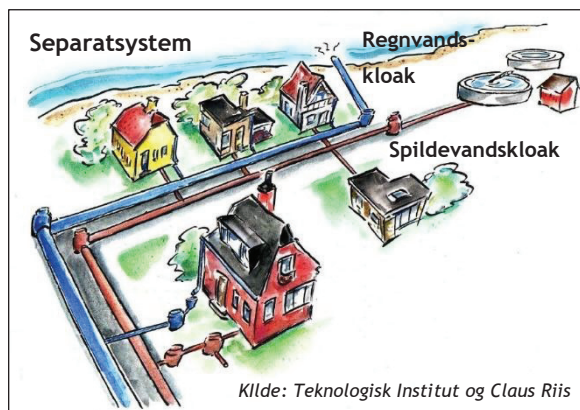 Separatsystem
Regnvands-
kloak
Spildevandskloak
KIlde: Teknologisk Institut og Claus Riis